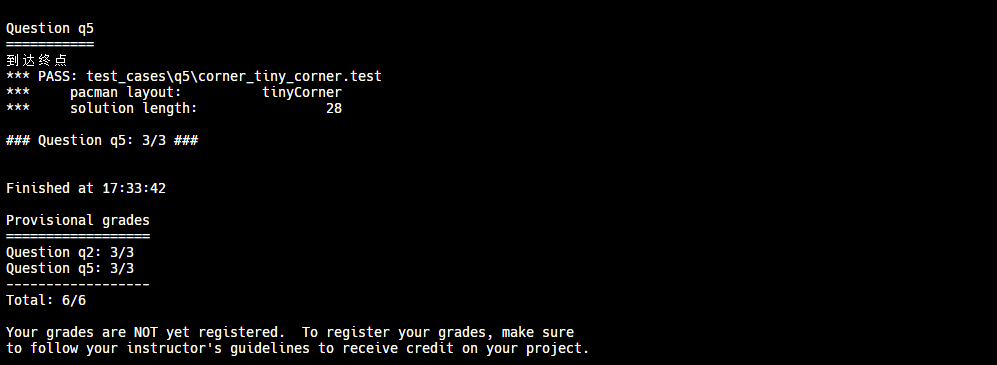 Question q5
===========
到达终点
*** PASS: test_cases\q5\corner_tiny_corner.test
***     pacman layout:          tinyCorner
***     solution length:                28
### Question q5: 3/3 ###
Finished at 17:33:42
Provisional grades
==================
Question q2: 3/3
Question q5: 3/3
------------------
Total: 6/6
Your grades are NOT yet registered.  To register your grades, make sure
to follow your instructor's guidelines to receive credit on your project.